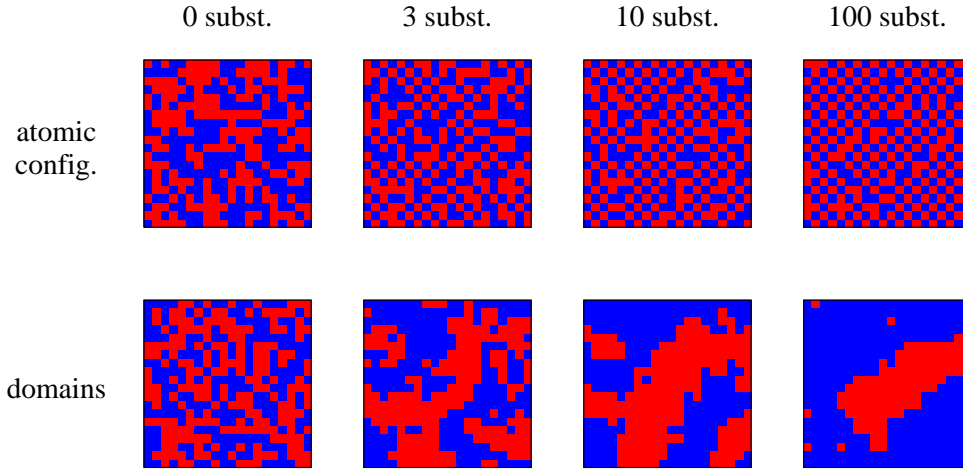 0 subst.
3 subst.
10 subst.
100 subst.
atomic
config.
domains